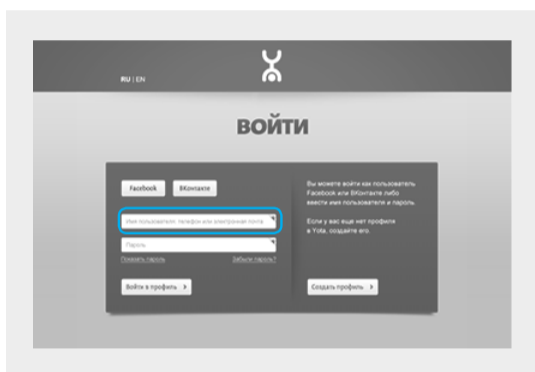 RU | EN
ВОЙТИ
Facebook
ВКонтакте
Имя пользователя, телефон или электронная почта
Пароль
Показать пароль
Забыли пароль?
Войти в профиль
Вы можете войти как пользователь
Facebook или ВКонтакте либо
ввести имя пользователя и пароль.
Если у вас еще нет профиля
в Yota, создайте его.
Создать профиль